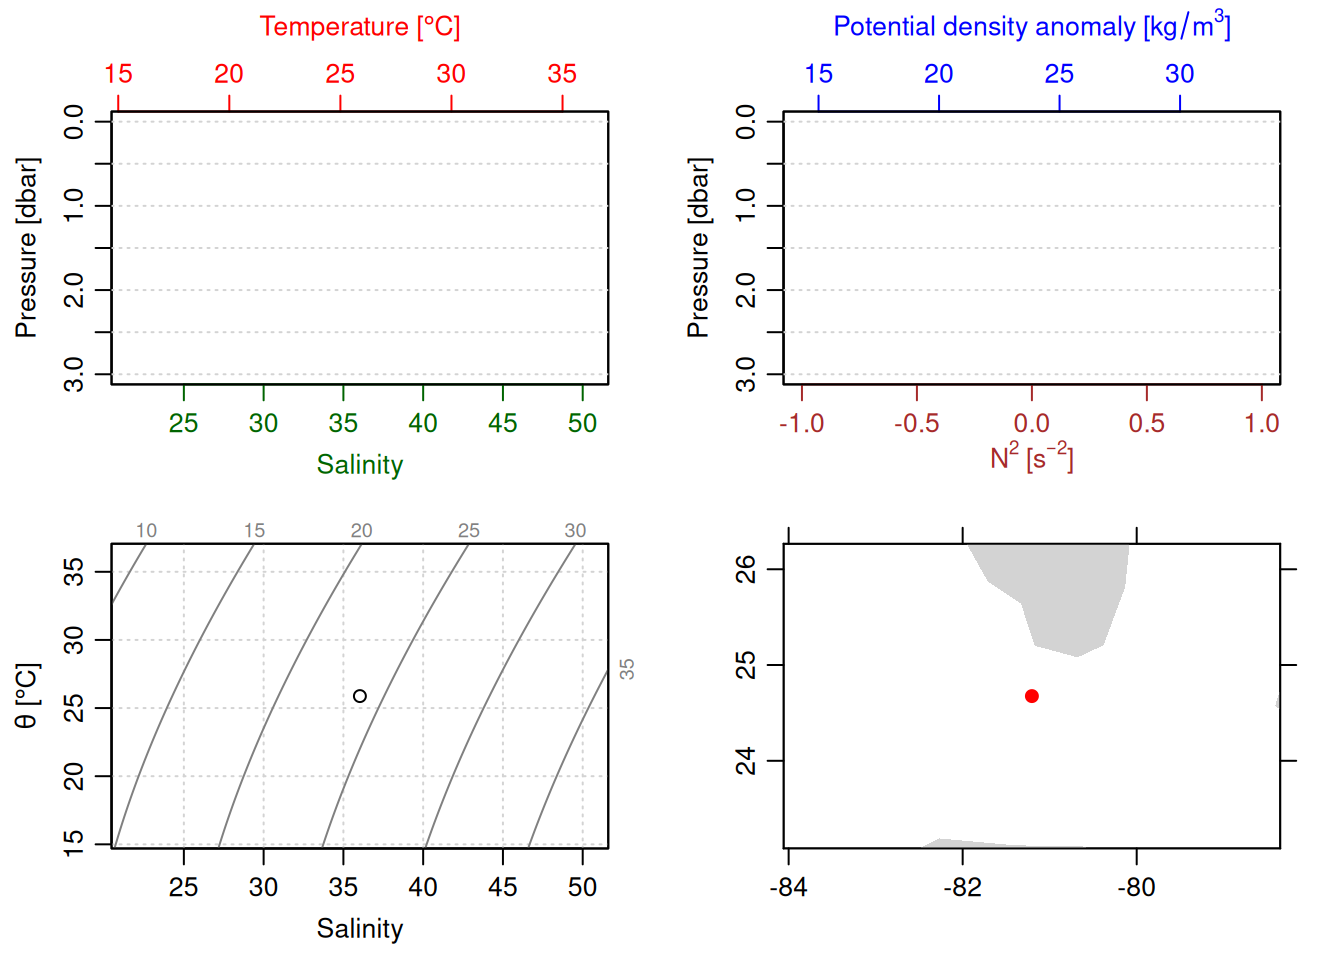 Temperature [°C]
15 20 25 30 35
Pressure [dbar]
0.0 1.0 2.0 3.0
25 30 35 40 45 50
Salinity
Potential density anomaly [kg/m³]
15 20 25 30
Pressure [dbar]
0.0 1.0 2.0 3.0
-1.0 -0.5 0.0 0.5 1.0
N² [s⁻²]
10 15 20 25 30
35
θ [°C]
35 30 25 20 15
25 30 35 40 45 50
Salinity
26 25 24
-84 -82 -80